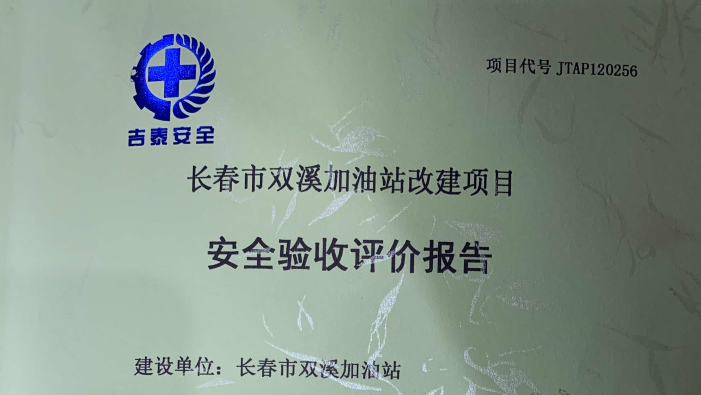 项目代号 JTAP120256
吉泰安全
长春市双溪加油站改建项目
安全验收评价报告
建设单位：长春市双溪加油站